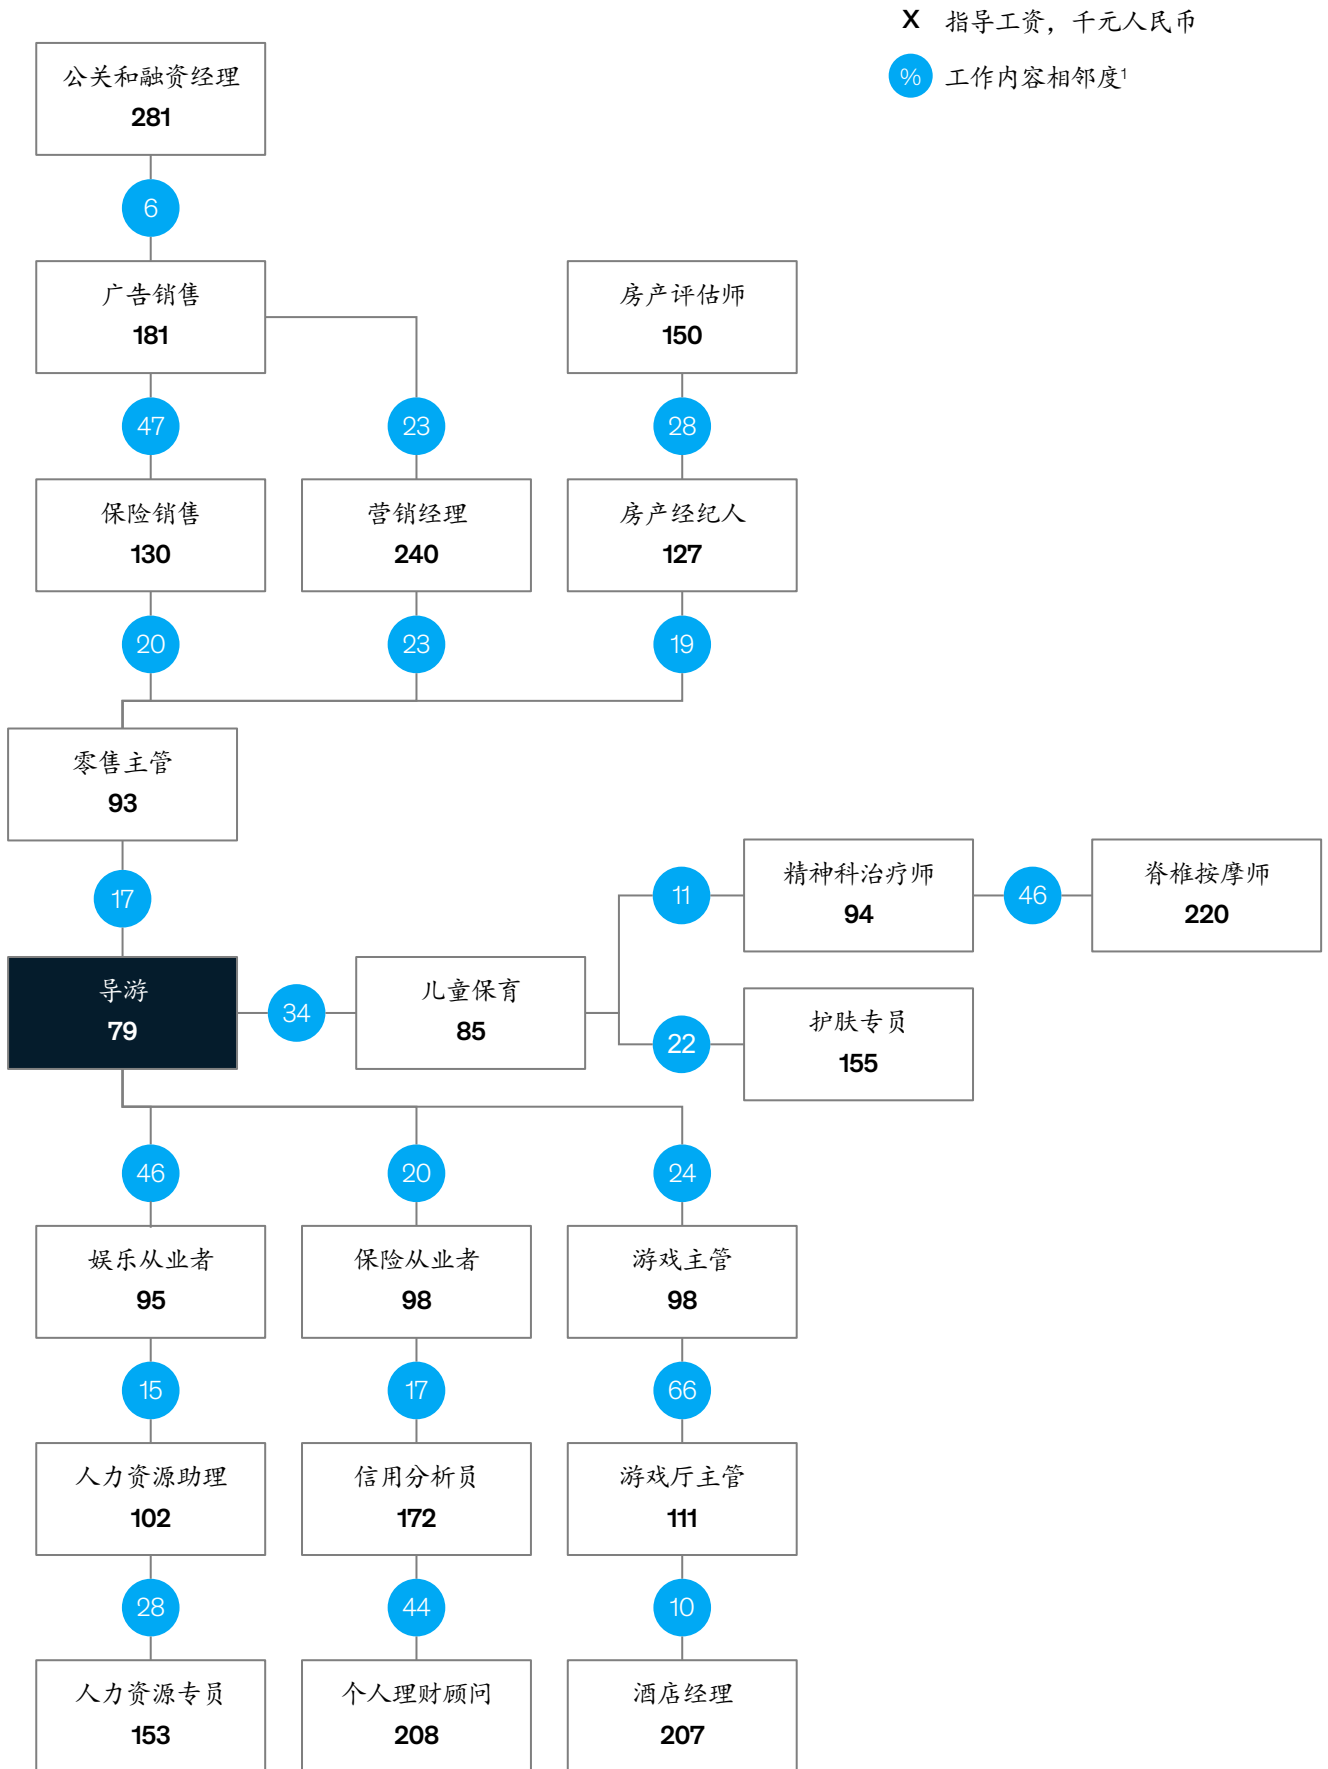 X 指导工资，千元人民币
% 工作内容相邻度¹
公关和融资经理
281
6
广告销售
181
房产评估师
150
47
23
28
保险销售
130
营销经理
240
房产经纪人
127
20
23
19
零售主管
93
17
11
精神科治疗师
94
46
脊椎按摩师
220
导游
79
34
儿童保育
85
22
护肤专员
155
46
20
24
娱乐从业者
95
保险从业者
98
游戏主管
98
15
17
66
人力资源助理
102
信用分析员
172
游戏厅主管
111
28
44
10
人力资源专员
153
个人理财顾问
208
酒店经理
207